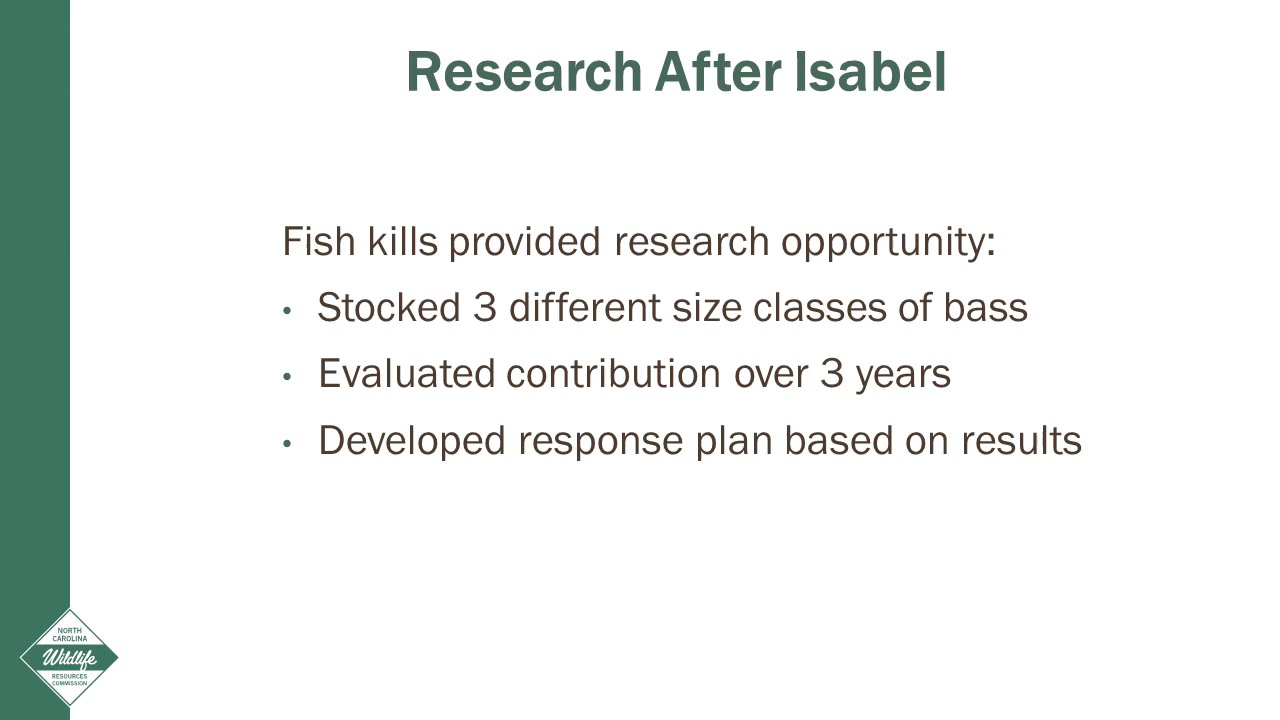 Research After Isabel
Fish kills provided research opportunity:
• Stocked 3 different size classes of bass
• Evaluated contribution over 3 years
• Developed response plan based on results
NORTH
CAROLINA
Wildlife
RESOURCES
COMMISSION